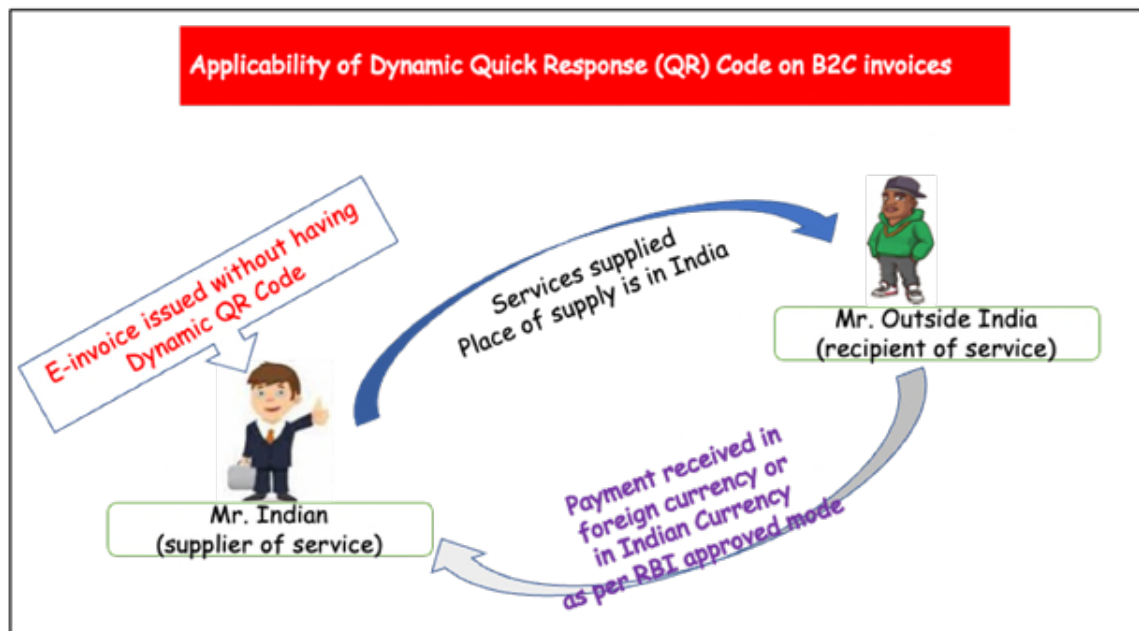 Applicability of Dynamic Quick Response (QR) Code on B2C invoices
E-invoice issued without having
Dynamic QR Code
Services supplied
Place of supply is in India
Mr. Outside India
(recipient of service)
Payment received in
foreign currency or
in Indian Currency
as per RBI approved mode
Mr. Indian
(supplier of service)